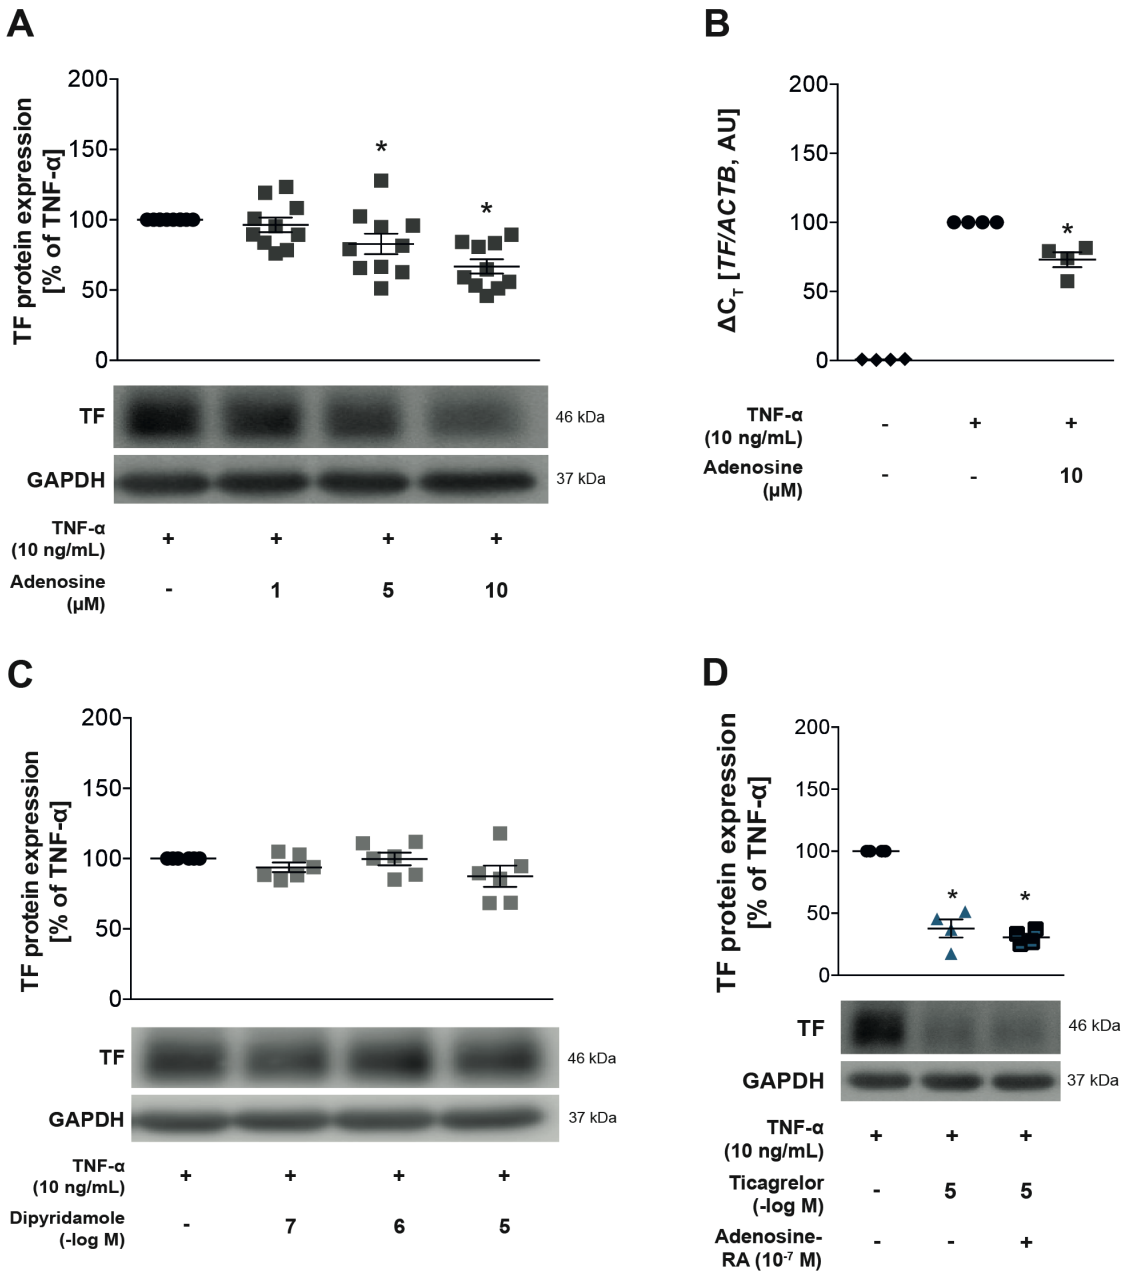 A
TF protein expression
[% of TNF-α]
200
150
100
50
0
*
*
TF
46 kDa
GAPDH
37 kDa
TNF-α
(10 ng/mL)
+ + + +
Adenosine
(µM)
- 1 5 10
B
ΔCT [TF/ACTB, AU]
200
150
100
50
0
*
TNF-α
(10 ng/mL)
- + +
Adenosine
(µM)
- - 10
C
TF protein expression
[% of TNF-α]
200
150
100
50
0
TF
46 kDa
GAPDH
37 kDa
TNF-α
(10 ng/mL)
+ + + +
Dipyridamole
(-log M)
- 7 6 5
D
TF protein expression
[% of TNF-α]
200
150
100
50
0
* *
TF
46 kDa
GAPDH
37 kDa
TNF-α
(10 ng/mL)
+ + +
Ticagrelor
(-log M)
- 5 5
Adenosine-
RA (10⁻⁷ M)
- - +